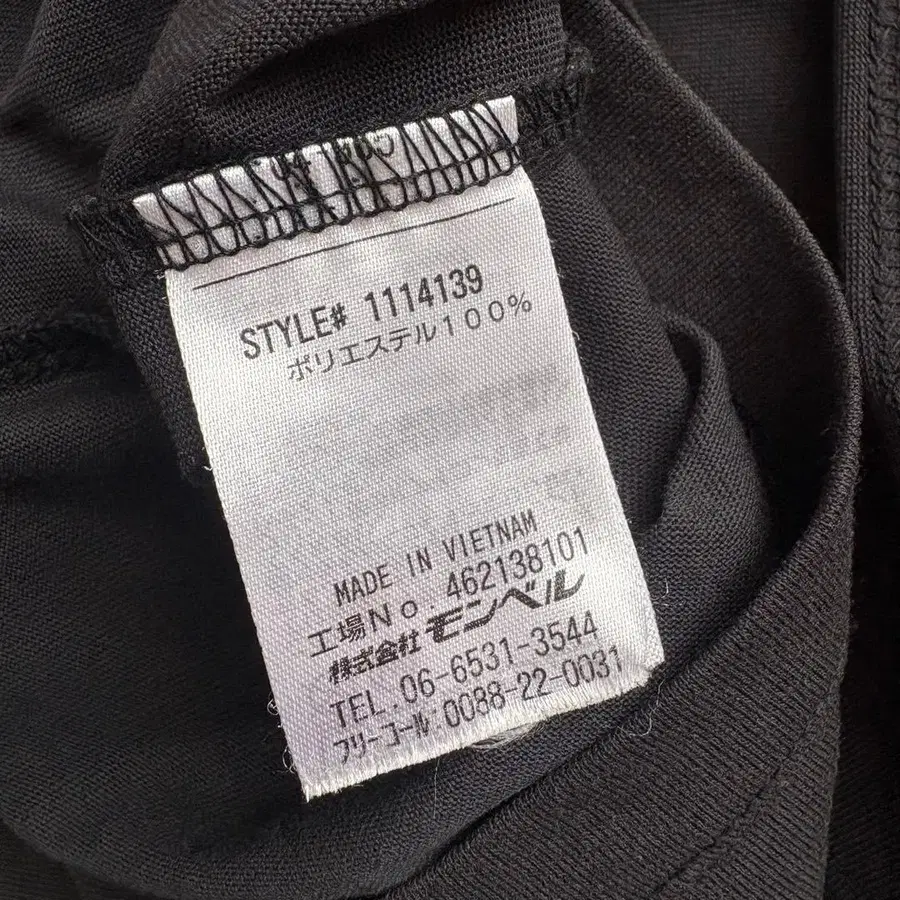 STYLE# 1114139
ポリエステル100%
MADE IN VIETNAM
工場No. 462138101
株式会社 モンベル
TEL. 06-6531-3544
フリーコール:0088-22-0031